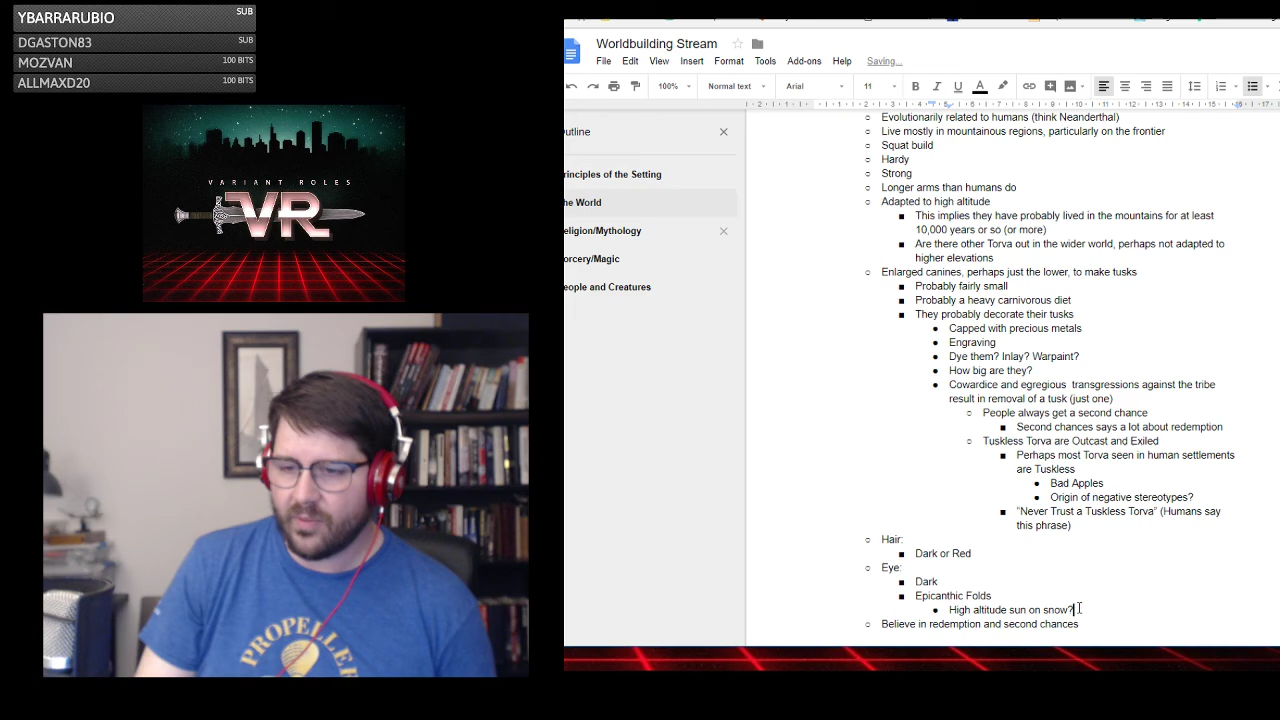 YBARRARUBIO SUB
DGASTON83 SUB
MOZVAN 100 BITS
ALLMAXD20 100 BITS
VARIANT ROLES
VR
PROPELLER
Worldbuilding Stream
File Edit View Insert Format Tools Add-ons Help Saving...
100% Normal text Arial 11
utline
rinciples of the Setting
he World
eligion/Mythology
orcery/Magic
eople and Creatures
Evolutionarily related to humans (think Neanderthal)
Live mostly in mountainous regions, particularly on the frontier
Squat build
Hardy
Strong
Longer arms than humans do
Adapted to high altitude
This implies they have probably lived in the mountains for at least
10,000 years or so (or more)
Are there other Torva out in the wider world, perhaps not adapted to
higher elevations
Enlarged canines, perhaps just the lower, to make tusks
Probably fairly small
Probably a heavy carnivorous diet
They probably decorate their tusks
Capped with precious metals
Engraving
Dye them? Inlay? Warpaint?
How big are they?
Cowardice and egregious transgressions against the tribe
result in removal of a tusk (just one)
People always get a second chance
Second chances says a lot about redemption
Tuskless Torva are Outcast and Exiled
Perhaps most Torva seen in human settlements
are Tuskless
Bad Apples
Origin of negative stereotypes?
"Never Trust a Tuskless Torva" (Humans say
this phrase)
Hair:
Dark or Red
Eye:
Dark
Epicanthic Folds
High altitude sun on snow?
Believe in redemption and second chances